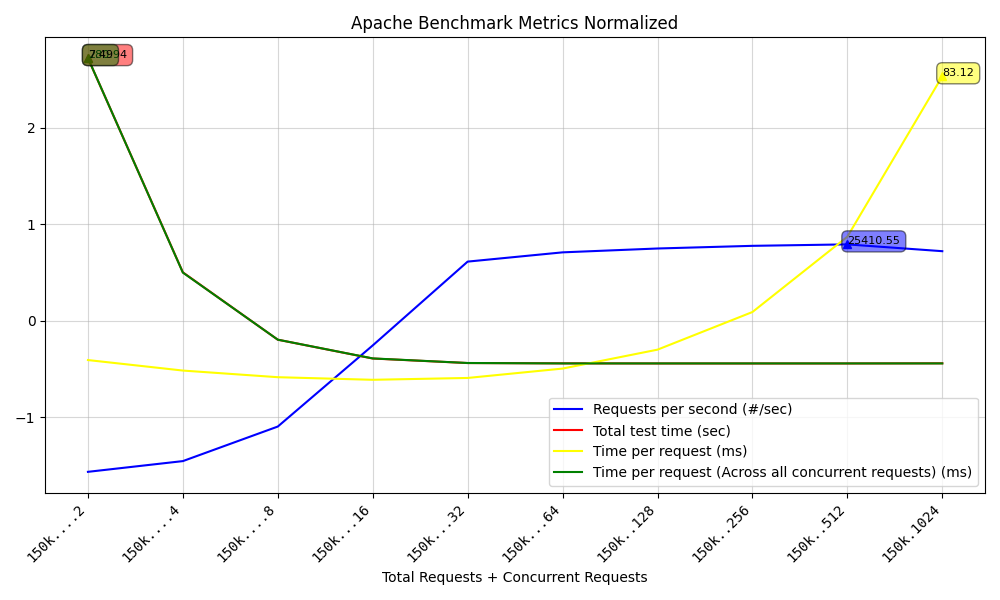 Apache Benchmark Metrics Normalized
83.12
25410.55
2
1
0
−1
Requests per second (#/sec)
Total test time (sec)
Time per request (ms)
Time per request (Across all concurrent requests) (ms)
150k....2
150k....4
150k....8
150k...16
150k...32
150k...64
150k..128
150k..256
150k..512
150k.1024
Total Requests + Concurrent Requests